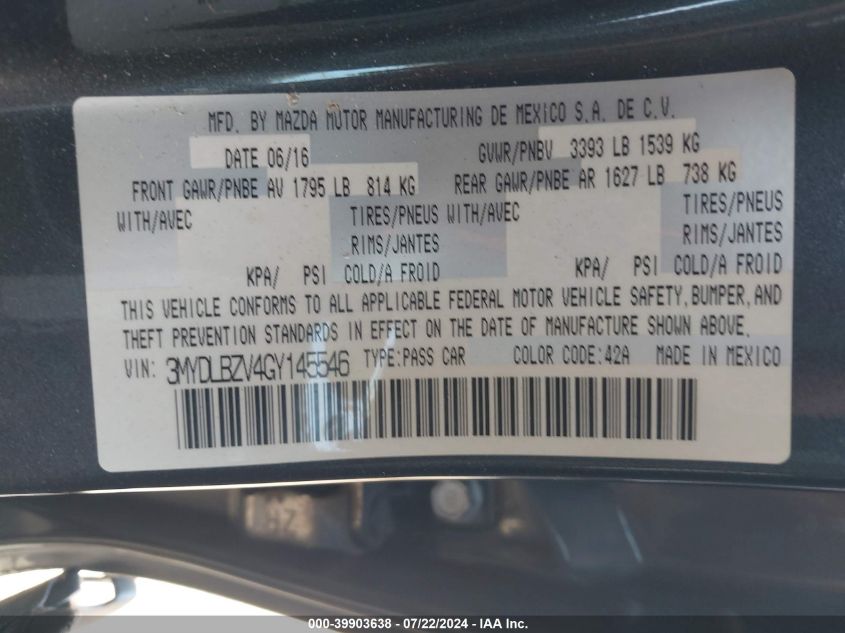 MFD. BY MAZDA MOTOR MANUFACTURING DE MEXICO S.A. DE C.V.
DATE 06/16 GVWR/PNBV 3393 LB 1539 KG
FRONT GAWR/PNBE AV 1795 LB 814 KG REAR GAWR/PNBE AR 1627 LB 738 KG
WITH/AVEC TIRES/PNEUS WITH/AVEC TIRES/PNEUS
RIMS/JANTES RIMS/JANTES
KPA/ PSI COLD/A FROID KPA/ PSI COLD/A FROID
THIS VEHICLE CONFORMS TO ALL APPLICABLE FEDERAL MOTOR VEHICLE SAFETY, BUMPER, AND
THEFT PREVENTION STANDARDS IN EFFECT ON THE DATE OF MANUFACTURE SHOWN ABOVE.
VIN: 3MYDLBZV4GY145546 TYPE:PASS CAR COLOR CODE:42A MADE IN MEXICO
000-39903638 - 07/22/2024 - IAA Inc.